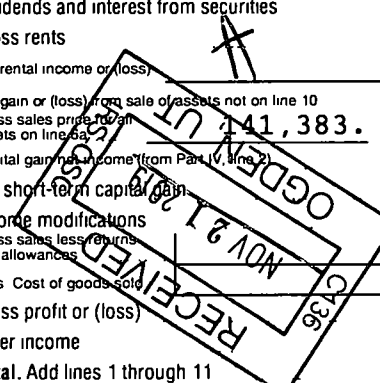 dends and interest from securities
ss rents
rental income or (loss)
gain or (loss) from sale of assets not on line 10
ss sales price for all
ts on line 6a 141,383.
ital gain net income (from Part IV, line 2)
short-term capital gain
ome modifications
ss sales less returns
allowances
s Cost of goods sold
ss profit or (loss)
er income
tal. Add lines 1 through 11
RECEIVED
NOV 21 2019
OGDEN UT
C136